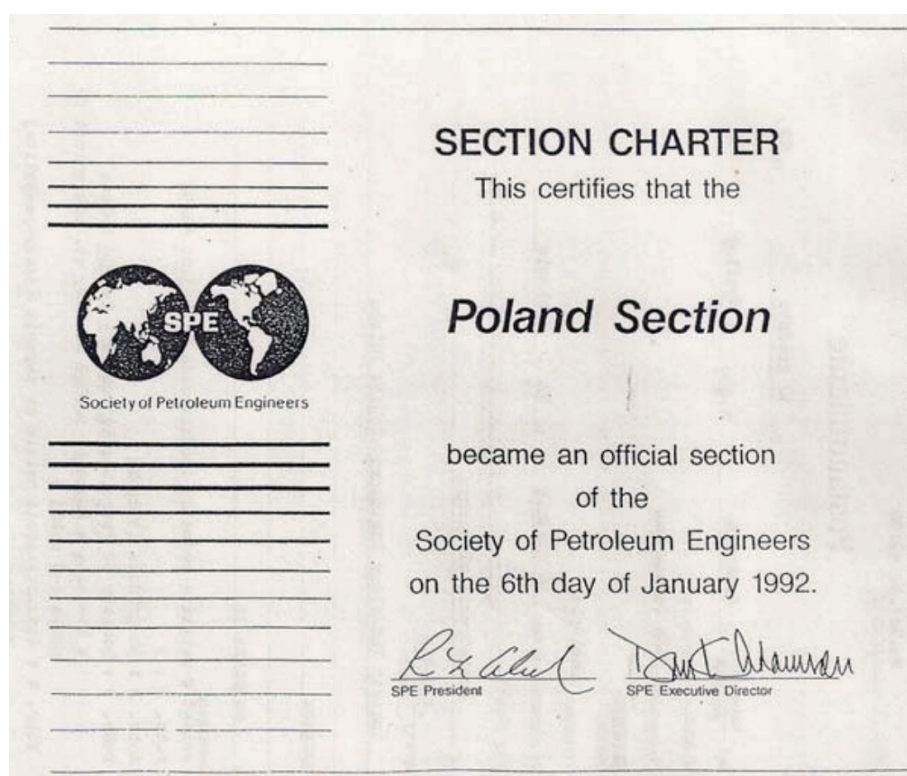 SECTION CHARTER
This certifies that the
SPE
Society of Petroleum Engineers
Poland Section
became an official section
of the
Society of Petroleum Engineers
on the 6th day of January 1992.
SPE President
SPE Executive Director